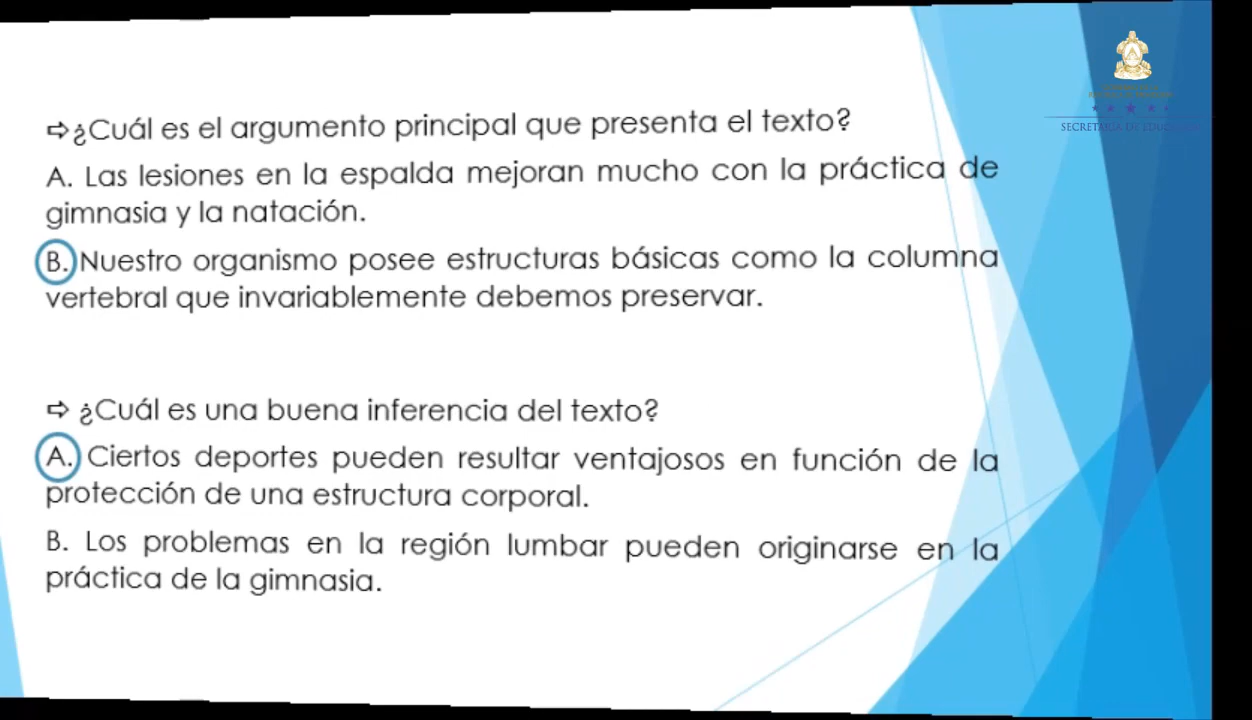 ⇨¿Cuál es el argumento principal que presenta el texto?
A. Las lesiones en la espalda mejoran mucho con la práctica de
gimnasia y la natación.
B. Nuestro organismo posee estructuras básicas como la columna
vertebral que invariablemente debemos preservar.
⇨ ¿Cuál es una buena inferencia del texto?
A. Ciertos deportes pueden resultar ventajosos en función de la
protección de una estructura corporal.
B. Los problemas en la región lumbar pueden originarse en la
práctica de la gimnasia.
SECRETARÍA DE EDUCACIÓN